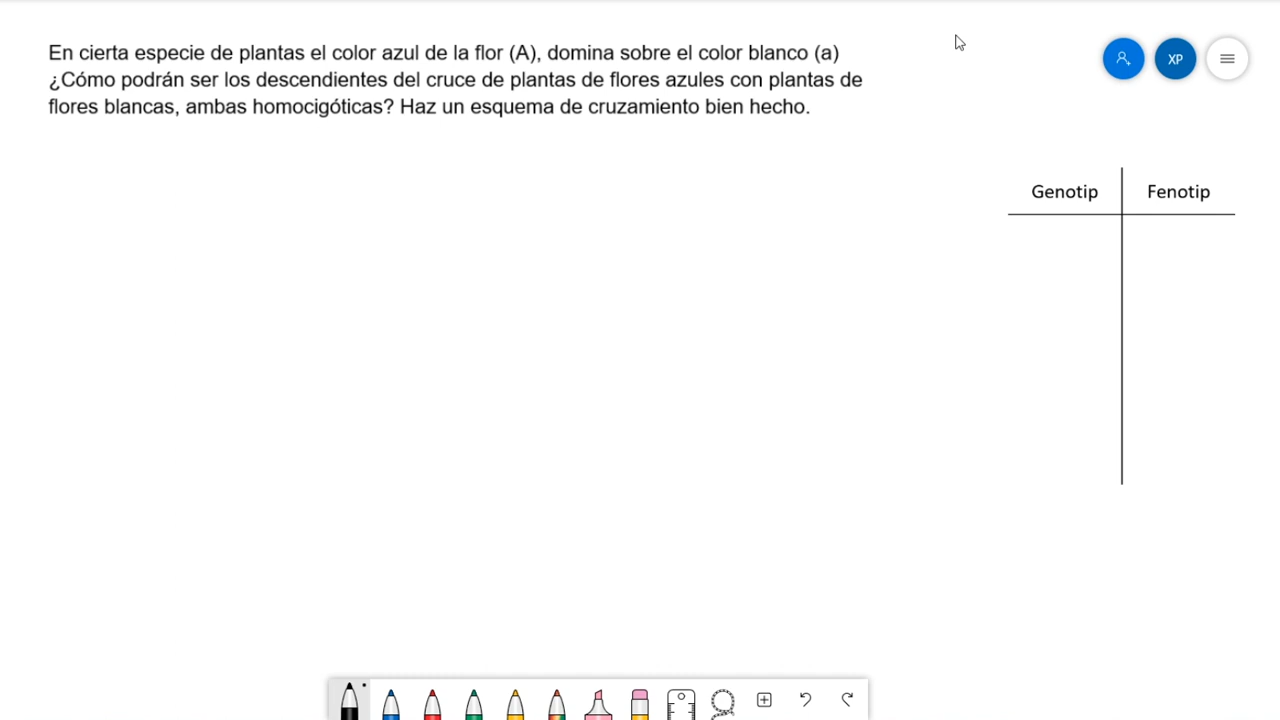 En cierta especie de plantas el color azul de la flor (A), domina sobre el color blanco (a)
¿Cómo podrán ser los descendientes del cruce de plantas de flores azules con plantas de
flores blancas, ambas homocigóticas? Haz un esquema de cruzamiento bien hecho.
XP
Genotip Fenotip